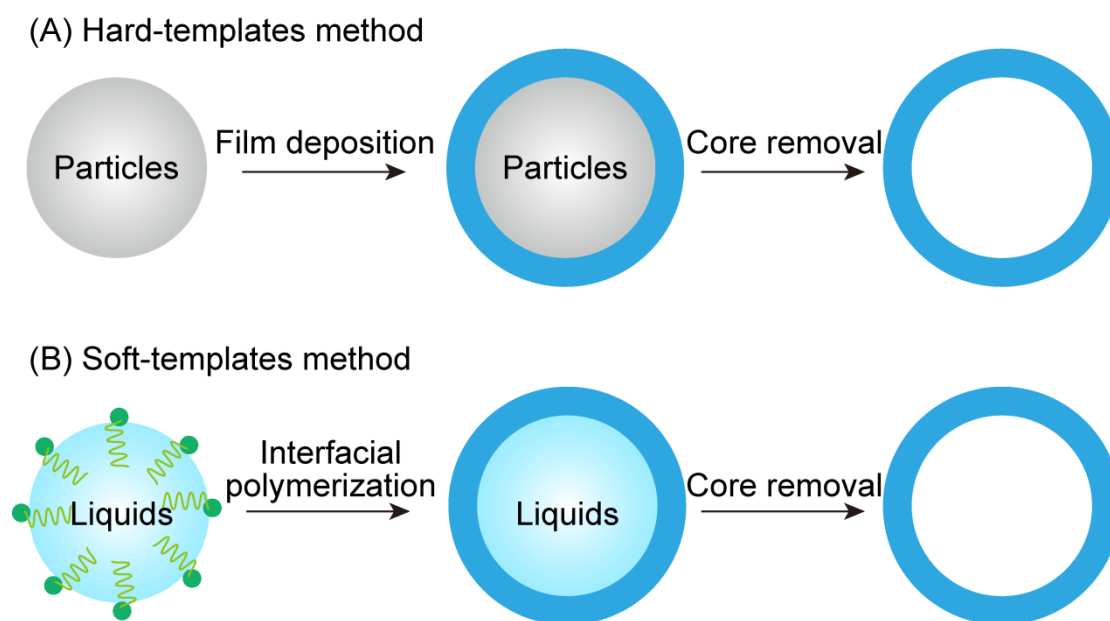 (A) Hard-templates method
Particles
Film deposition
Particles
Core removal
(B) Soft-templates method
Liquids
Interfacial
polymerization
Liquids
Core removal